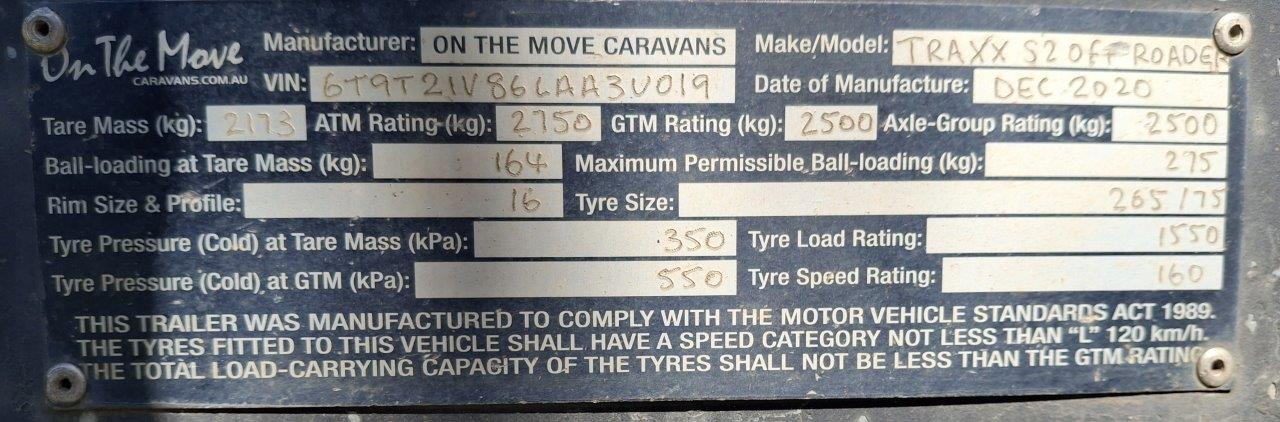 On The Move
CARAVANS.COM.AU
Manufacturer: ON THE MOVE CARAVANS Make/Model: TRAXX S2 OFF ROADER
VIN: 6T9T21V86LAA3U019 Date of Manufacture: DEC 2020
Tare Mass (kg): 2173 ATM Rating (kg): 2750 GTM Rating (kg): 2500 Axle-Group Rating (kg): 2500
Ball-loading at Tare Mass (kg): 164 Maximum Permissible Ball-loading (kg): 275
Rim Size & Profile: 16 Tyre Size: 265/75
Tyre Pressure (Cold) at Tare Mass (kPa): 350 Tyre Load Rating: 1550
Tyre Pressure (Cold) at GTM (kPa): 550 Tyre Speed Rating: 160
THIS TRAILER WAS MANUFACTURED TO COMPLY WITH THE MOTOR VEHICLE STANDARDS ACT 1989.
THE TYRES FITTED TO THIS VEHICLE SHALL HAVE A SPEED CATEGORY NOT LESS THAN "L" 120 km/h.
THE TOTAL LOAD-CARRYING CAPACITY OF THE TYRES SHALL NOT BE LESS THAN THE GTM RATING